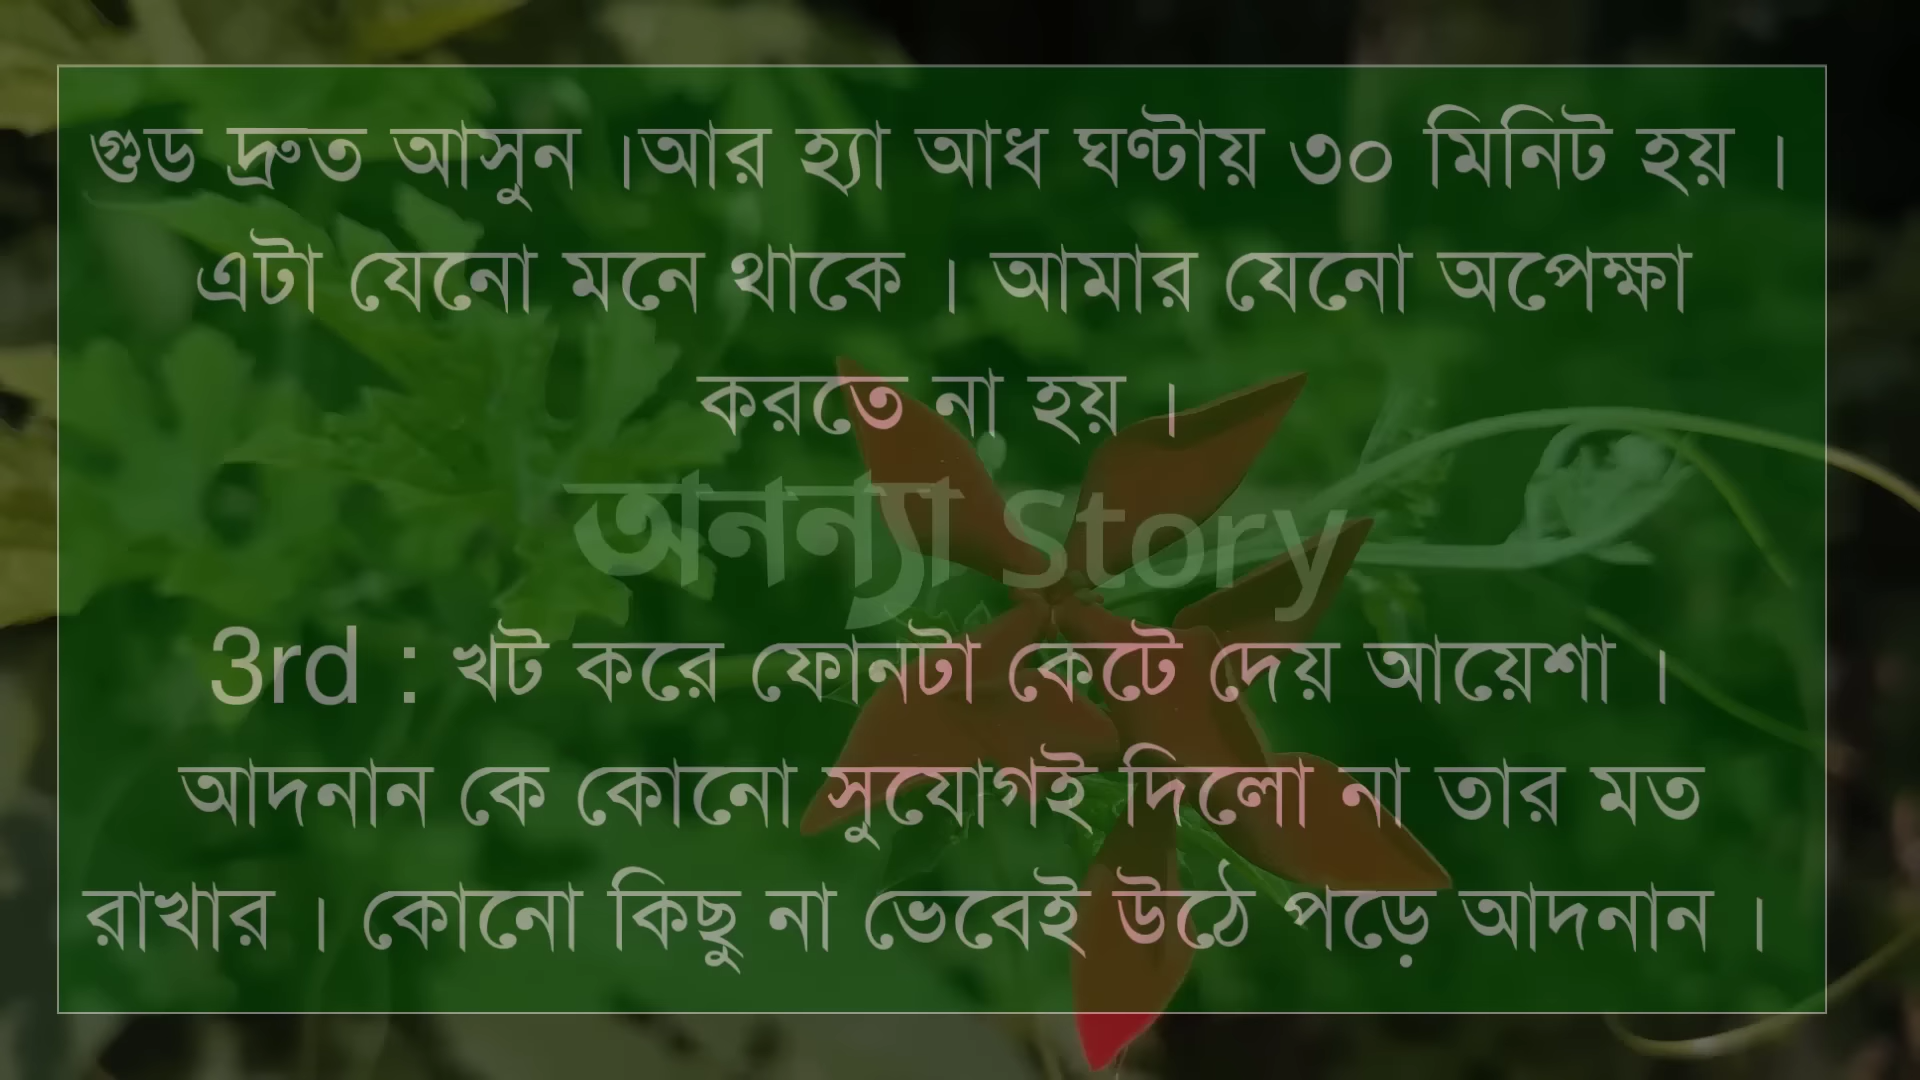 গুড দ্রুত আসুন ।আর হ্যা আধ ঘণ্টায় ৩০ মিনিট হয় ।
এটা যেনো মনে থাকে । আমার যেনো অপেক্ষা
করতে না হয় ।
অনন্যা Story
3rd : খট করে ফোনটা কেটে দেয় আয়েশা ।
আদনান কে কোনো সুযোগই দিলো না তার মত
রাখার । কোনো কিছু না ভেবেই উঠে পড়ে আদনান ।